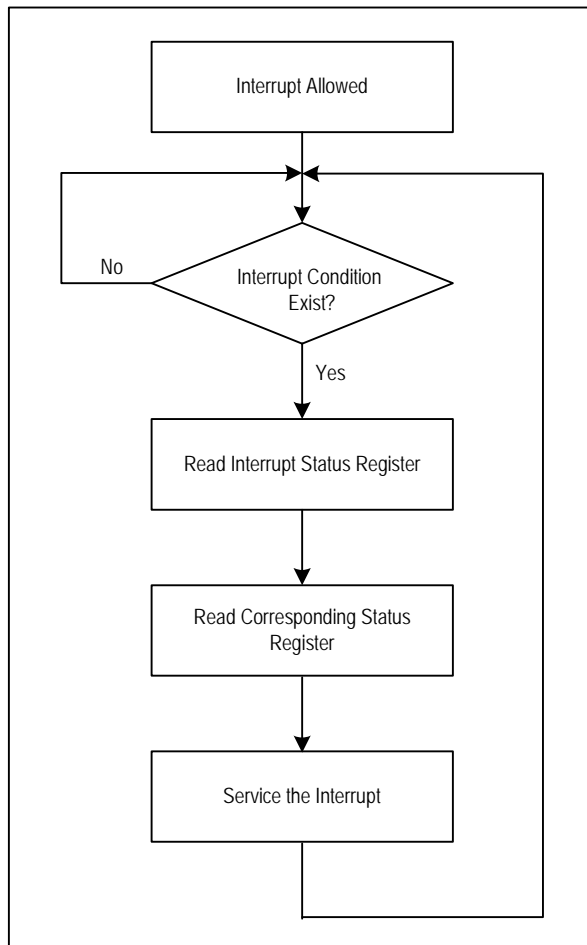 Interrupt Allowed
Interrupt Condition
Exist?
No
Yes
Read Interrupt Status Register
Read Corresponding Status
Register
Service the Interrupt